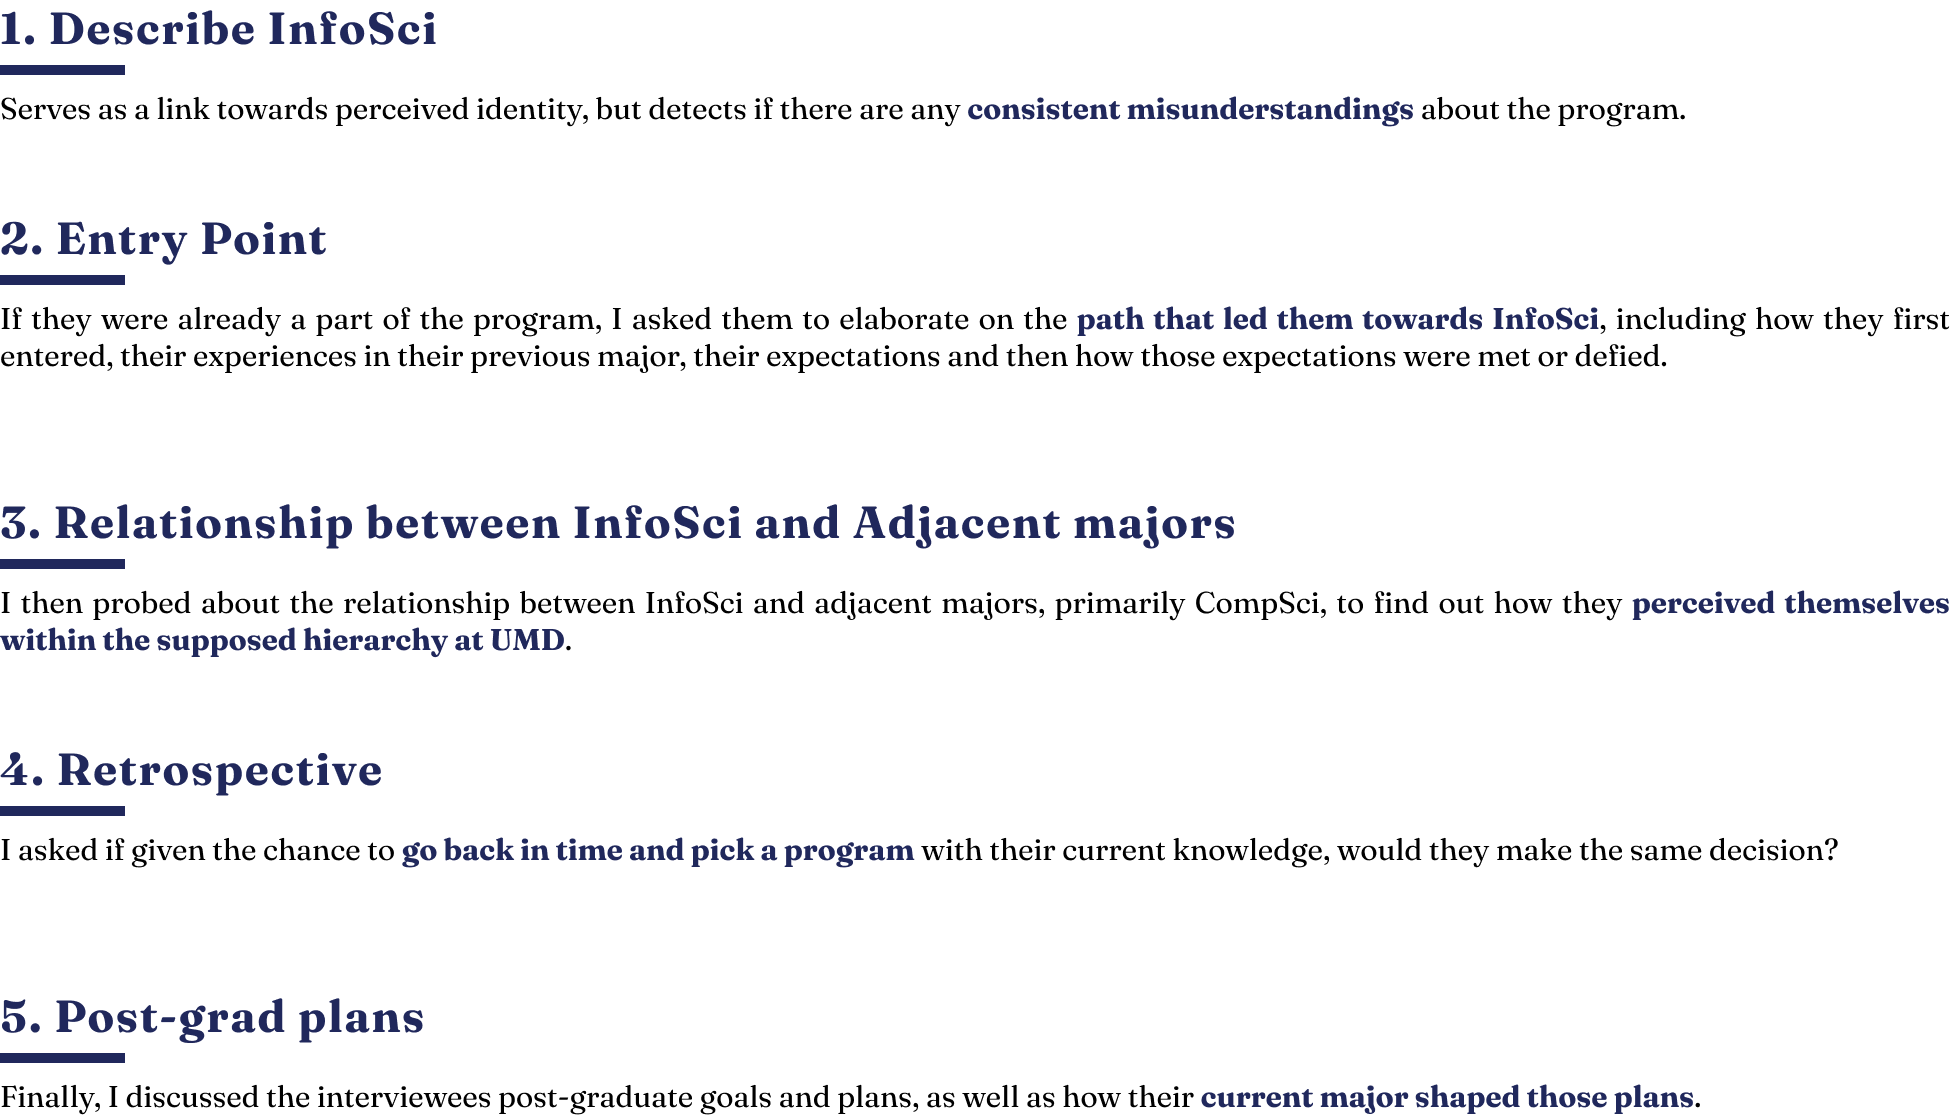 1. Describe InfoSci
Serves as a link towards perceived identity, but detects if there are any consistent misunderstandings about the program.
2. Entry Point
If they were already a part of the program, I asked them to elaborate on the path that led them towards InfoSci, including how they first
entered, their experiences in their previous major, their expectations and then how those expectations were met or defied.
3. Relationship between InfoSci and Adjacent majors
I then probed about the relationship between InfoSci and adjacent majors, primarily CompSci, to find out how they perceived themselves
within the supposed hierarchy at UMD.
4. Retrospective
I asked if given the chance to go back in time and pick a program with their current knowledge, would they make the same decision?
5. Post-grad plans
Finally, I discussed the interviewees post-graduate goals and plans, as well as how their current major shaped those plans.